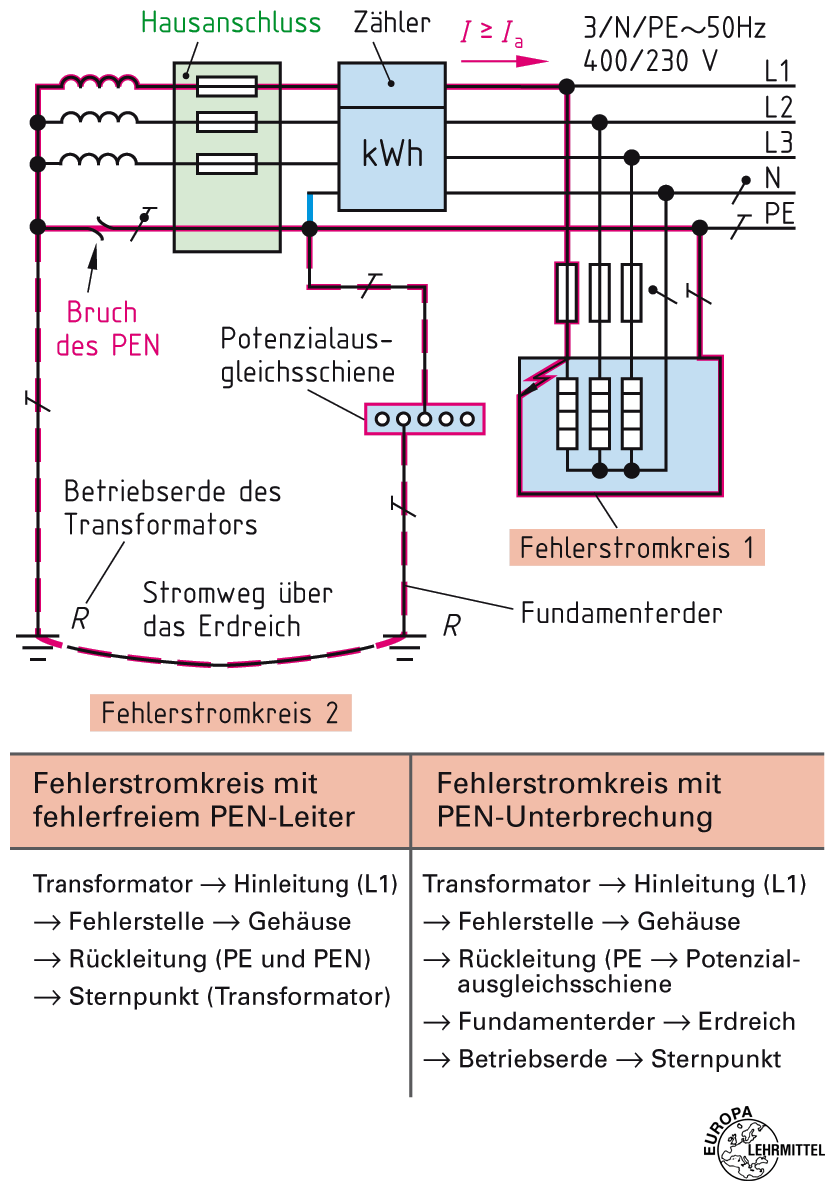 Hausanschluss
Zähler
I ≥ Ia
3/N/PE~50Hz
400/230 V
L1
L2
L3
N
PE
kWh
Bruch
des PEN
Potenzialaus-
gleichsschiene
Betriebserde des
Transformators
Fehlerstromkreis 1
R
Stromweg über
das Erdreich
R
Fundamenterder
Fehlerstromkreis 2
Fehlerstromkreis mit
fehlerfreiem PEN-Leiter
Transformator → Hinleitung (L1)
→ Fehlerstelle → Gehäuse
→ Rückleitung (PE und PEN)
→ Sternpunkt (Transformator)
Fehlerstromkreis mit
PEN-Unterbrechung
Transformator → Hinleitung (L1)
→ Fehlerstelle → Gehäuse
→ Rückleitung (PE → Potenzial-
ausgleichsschiene
→ Fundamenterder → Erdreich
→ Betriebserde → Sternpunkt
EUROPA
LEHRMITTEL